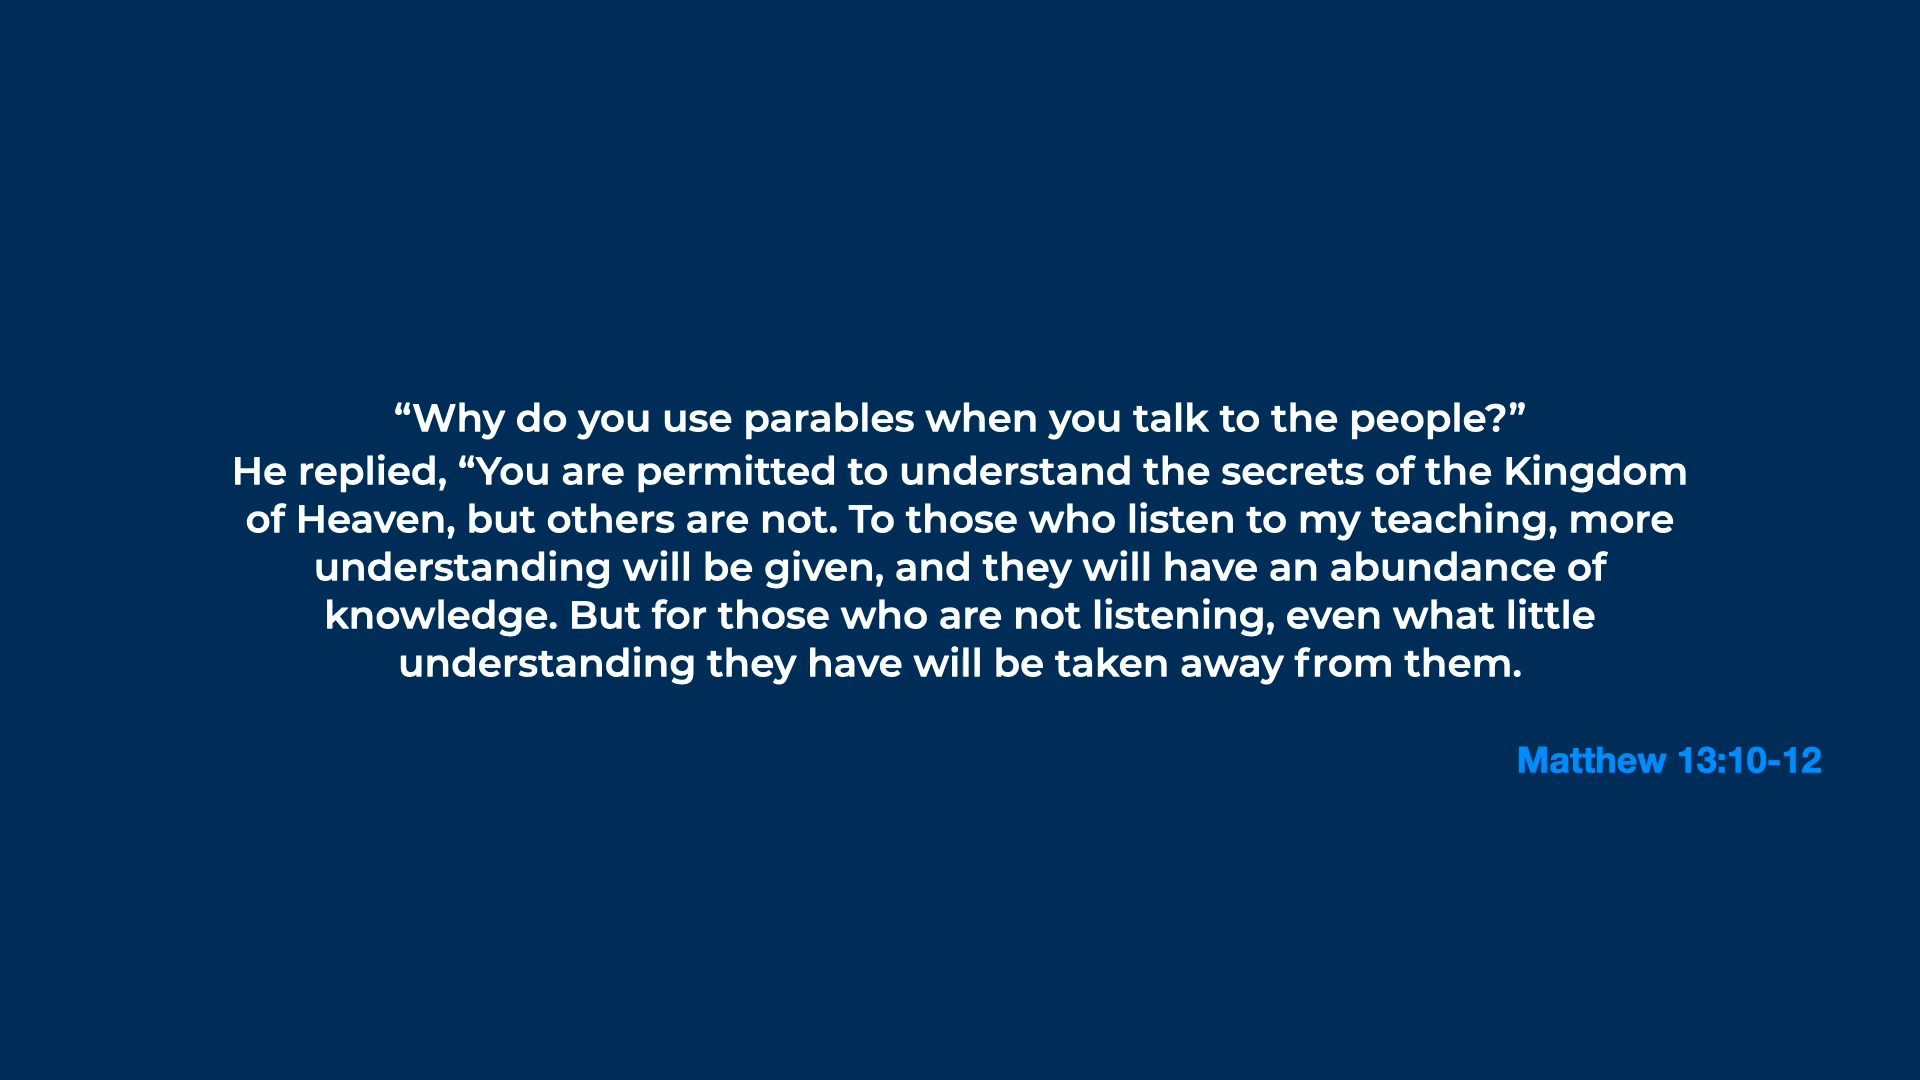 “Why do you use parables when you talk to the people?”
He replied, “You are permitted to understand the secrets of the Kingdom
of Heaven, but others are not. To those who listen to my teaching, more
understanding will be given, and they will have an abundance of
knowledge. But for those who are not listening, even what little
understanding they have will be taken away from them.
Matthew 13:10-12